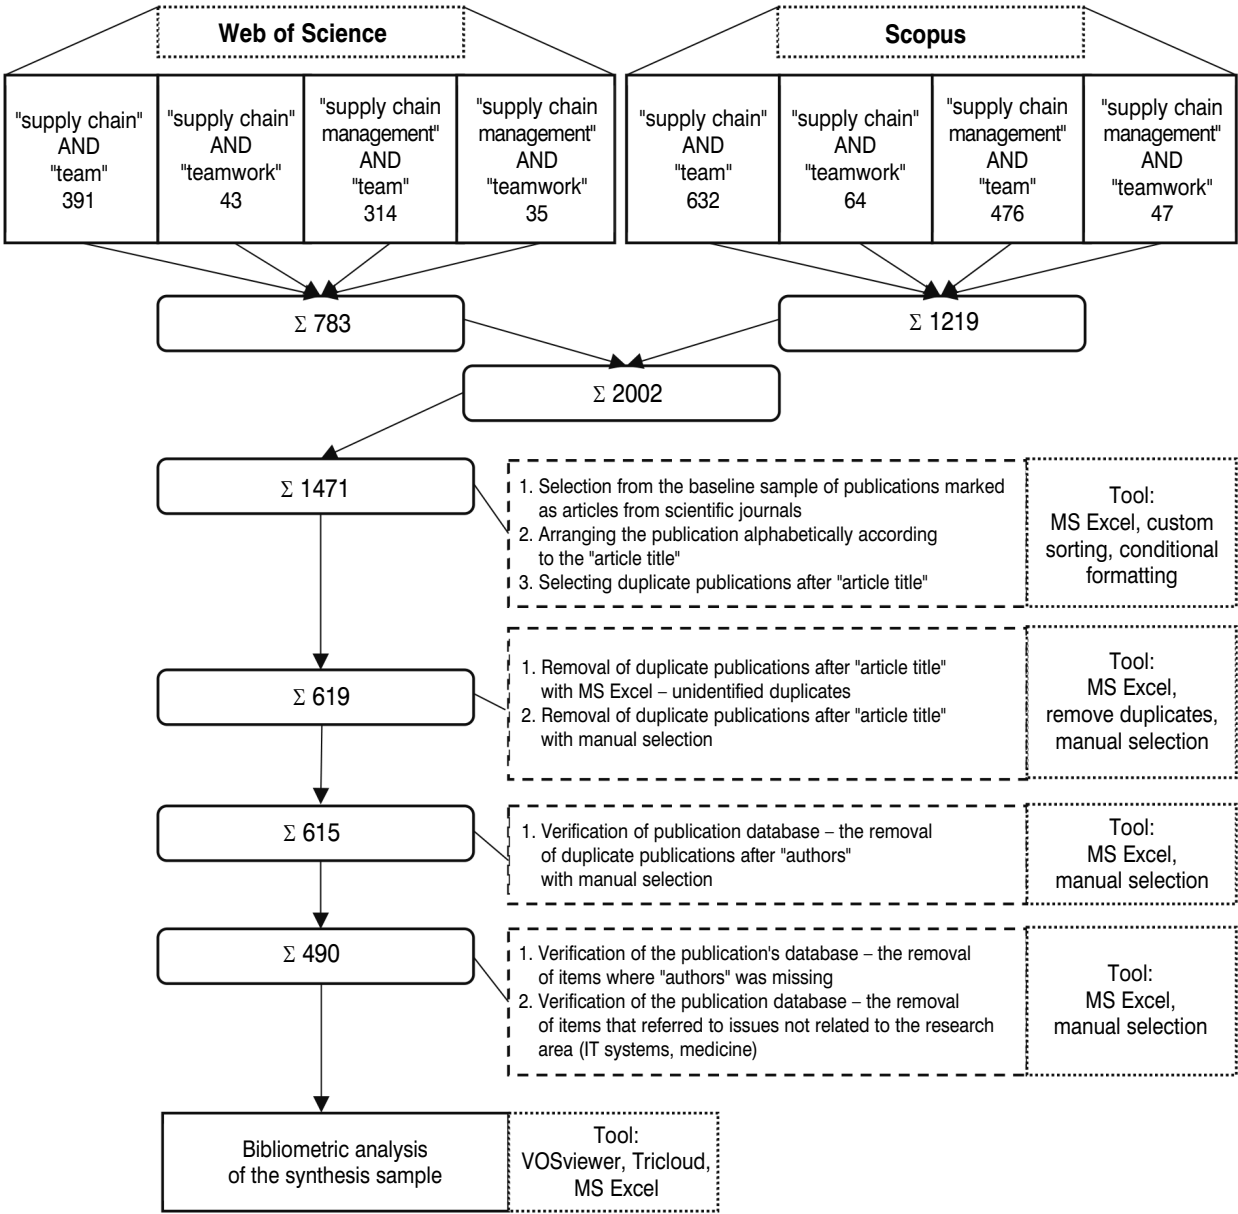 Web of Science
"supply chain"
AND
"team"
391
"supply chain"
AND
"teamwork"
43
"supply chain
management"
AND
"team"
314
"supply chain
management"
AND
"teamwork"
35
Scopus
"supply chain"
AND
"team"
632
"supply chain"
AND
"teamwork"
64
"supply chain
management"
AND
"team"
476
"supply chain
management"
AND
"teamwork"
47
Σ 783
Σ 1219
Σ 2002
Σ 1471
1. Selection from the baseline sample of publications marked
as articles from scientific journals
2. Arranging the publication alphabetically according
to the "article title"
3. Selecting duplicate publications after "article title"
Tool:
MS Excel, custom
sorting, conditional
formatting
Σ 619
1. Removal of duplicate publications after "article title"
with MS Excel – unidentified duplicates
2. Removal of duplicate publications after "article title"
with manual selection
Tool:
MS Excel,
remove duplicates,
manual selection
Σ 615
1. Verification of publication database – the removal
of duplicate publications after "authors"
with manual selection
Tool:
MS Excel,
manual selection
Σ 490
1. Verification of the publication's database – the removal
of items where "authors" was missing
2. Verification of the publication database – the removal
of items that referred to issues not related to the research
area (IT systems, medicine)
Tool:
MS Excel,
manual selection
Bibliometric analysis
of the synthesis sample
Tool:
VOSviewer, Tricloud,
MS Excel